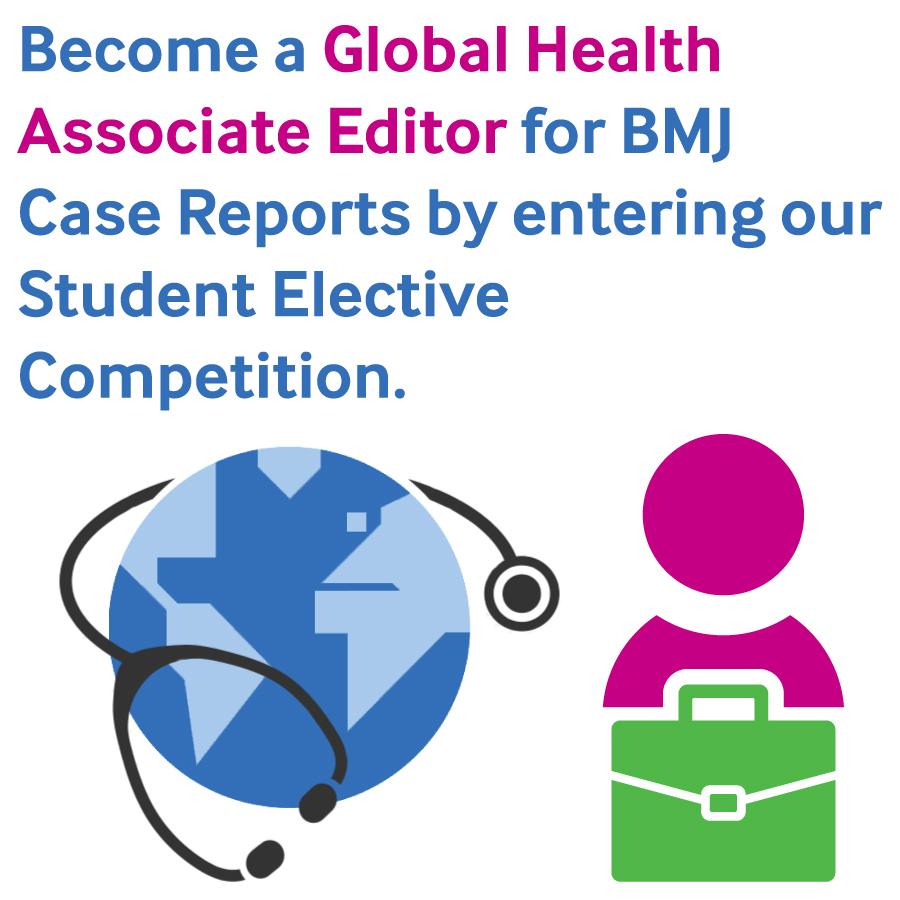 Become a Global Health
Associate Editor for BMJ
Case Reports by entering our
Student Elective
Competition.